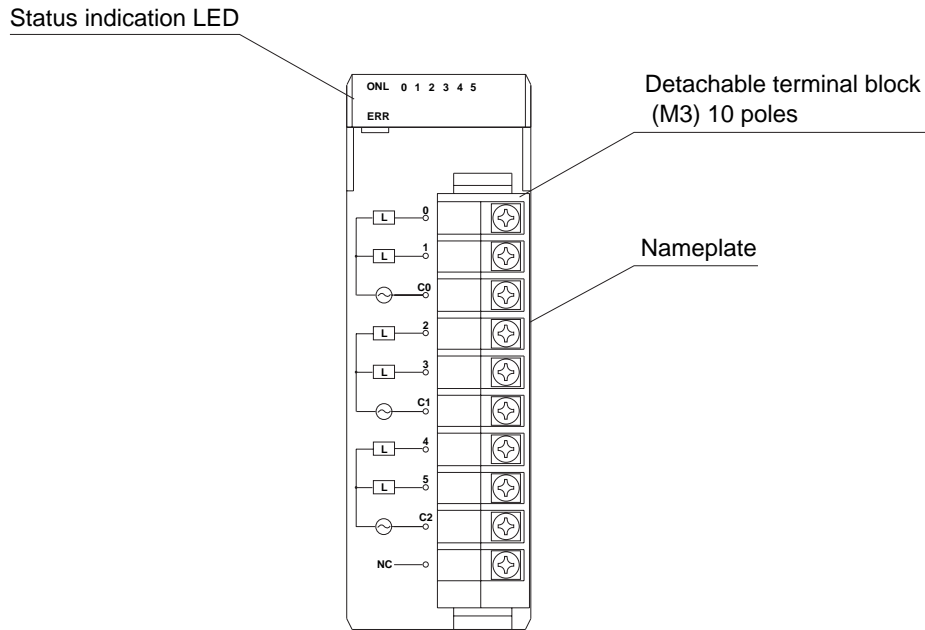 Status indication LED
ONL 0 1 2 3 4 5
ERR
Detachable terminal block
(M3) 10 poles
Nameplate
L 0
L 1
C0
L 2
L 3
C1
L 4
L 5
C2
NC